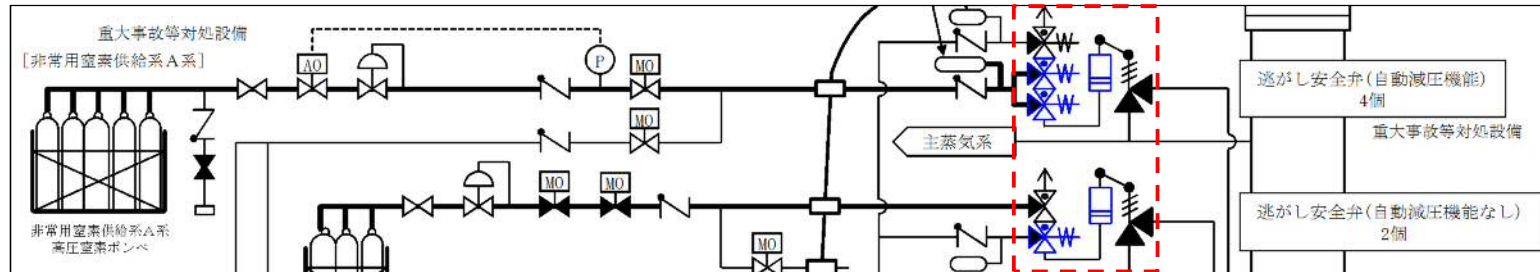 重大事故等対処設備
[非常用窒素供給系A系]
AO
P
MO
MO
逃がし安全弁(自動減圧機能)
4個
主蒸気系
重大事故等対処設備
MO
MO
非常用窒素供給系A系
高圧窒素ボンベ
逃がし安全弁(自動減圧機能なし)
2個
MO